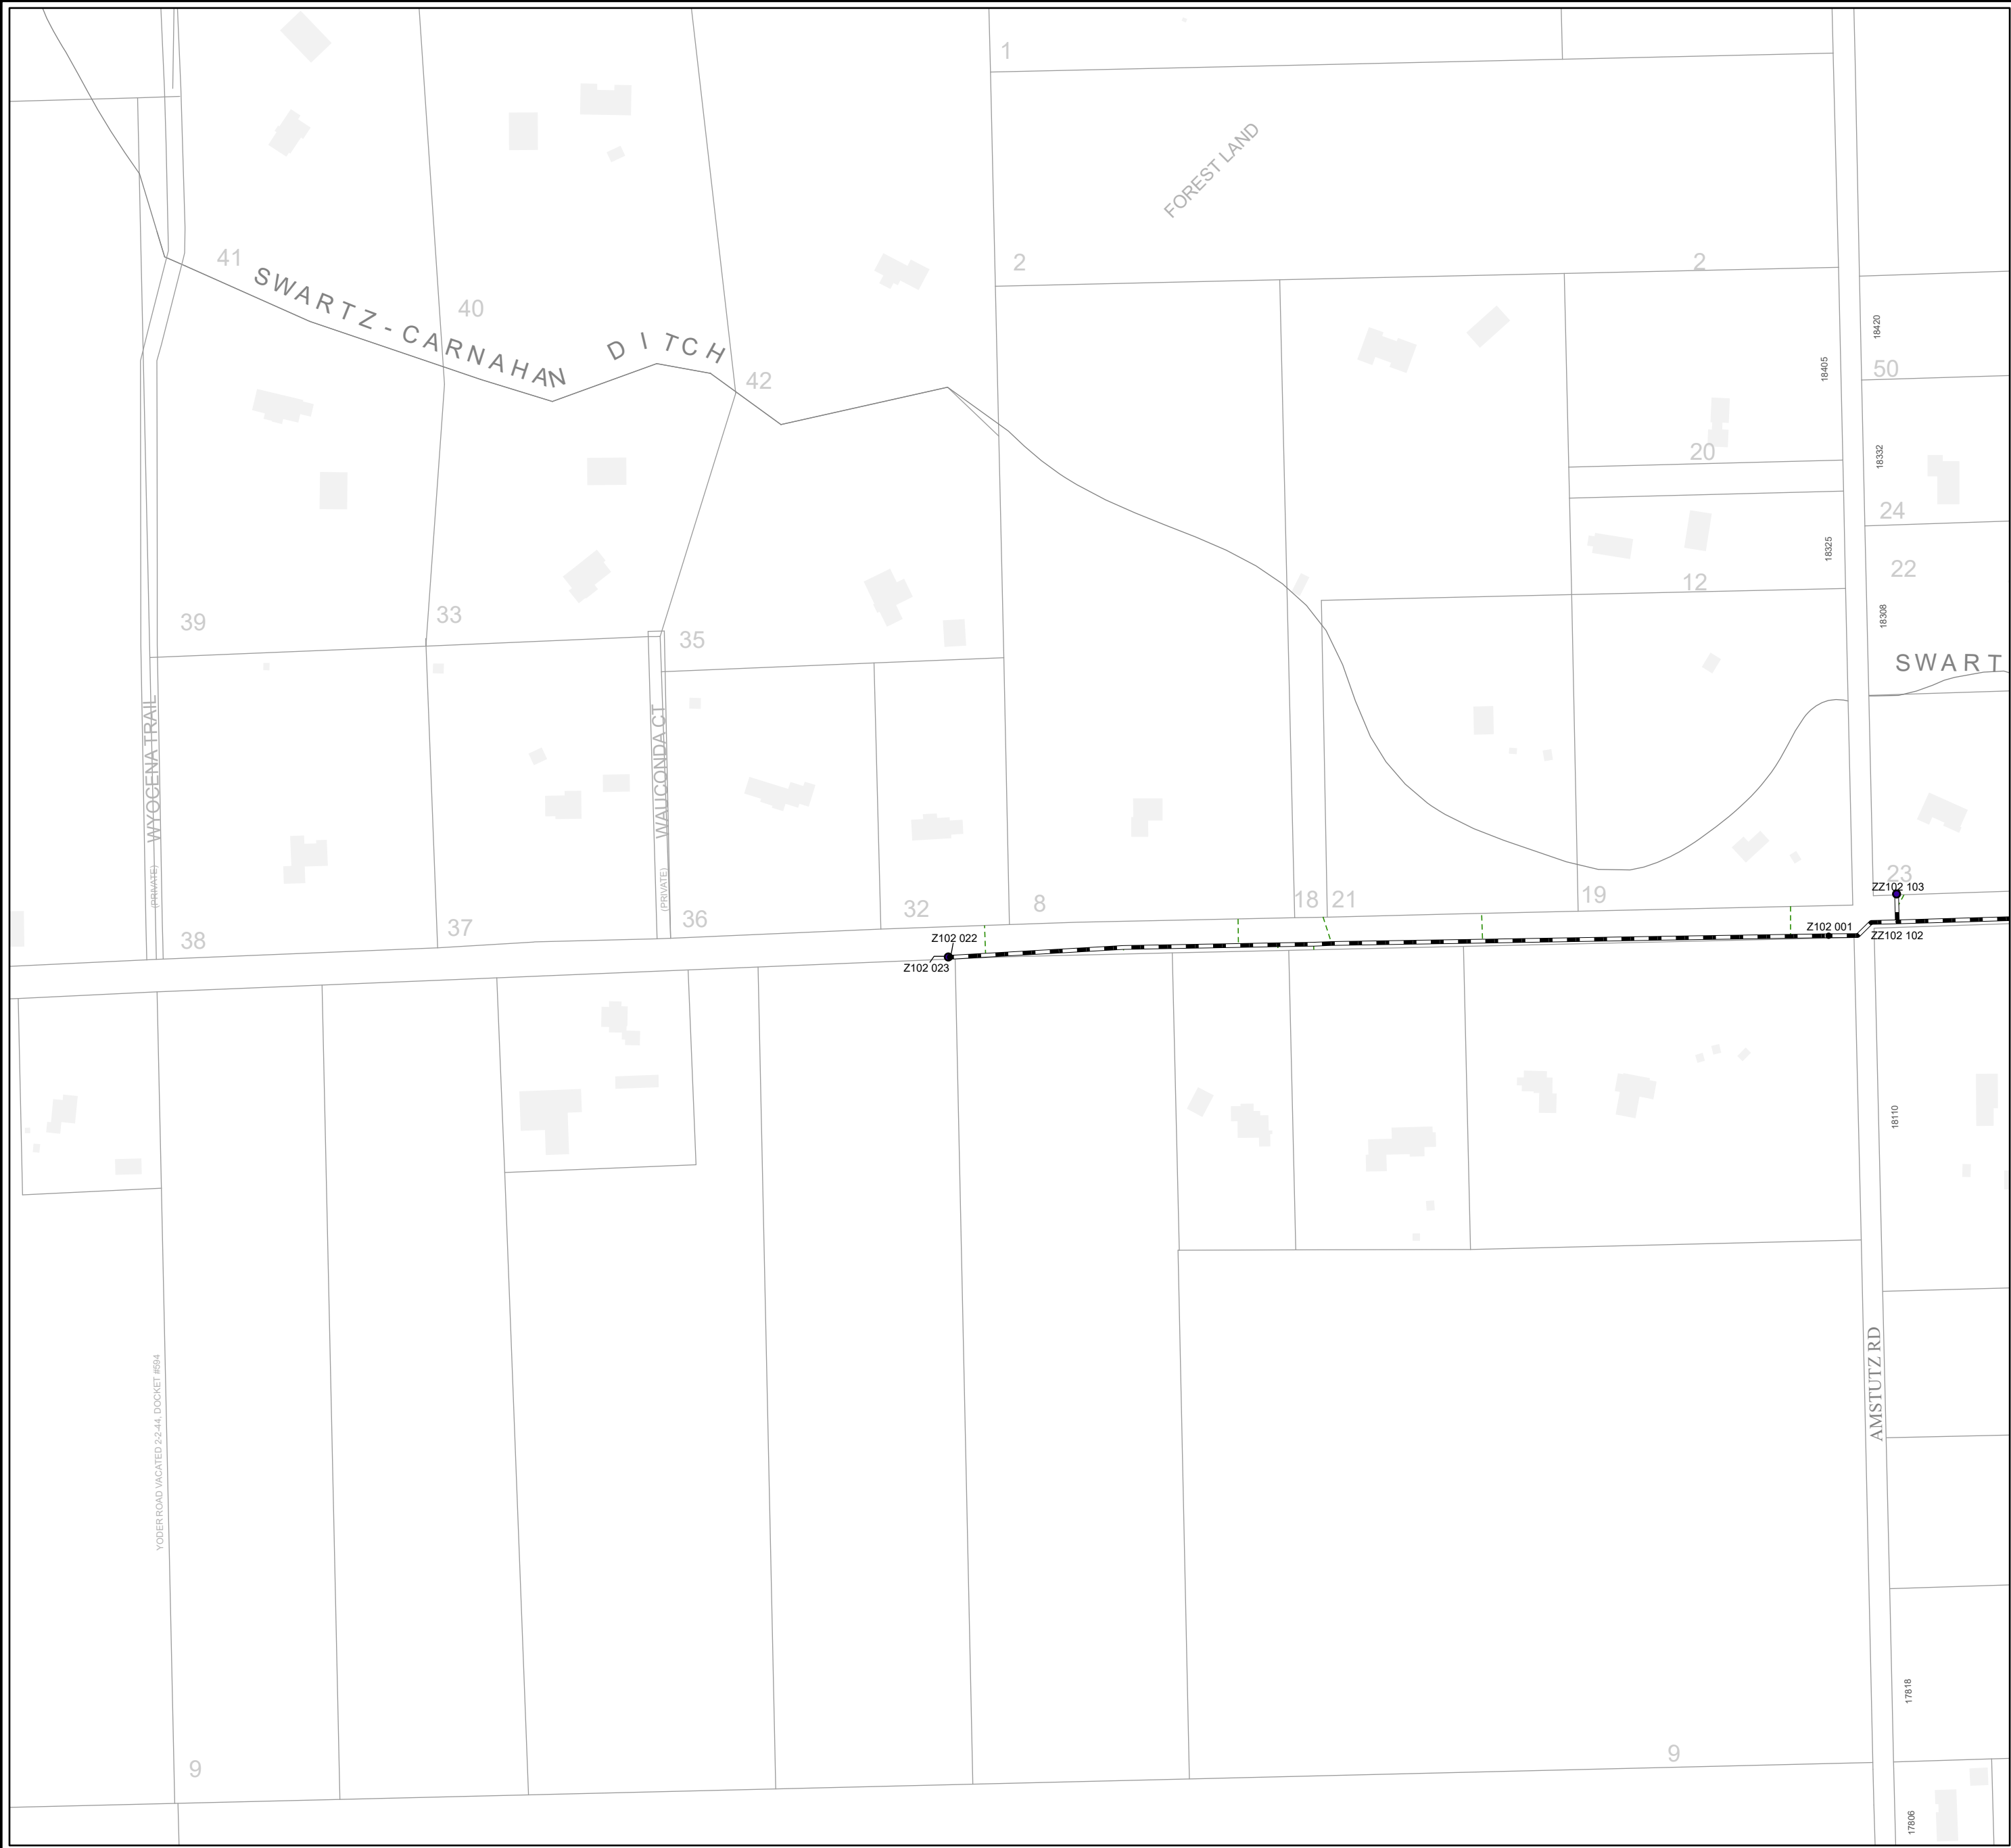 1
FOREST LAND
41
SWARTZ-CARNAHAN DITCH
2
2
40
18420
50
18405
42
20
18332
24
18325
22
12
18308
39
33
35
SWART
WYOCENA TRAIL
(PRIVATE)
WAUCONDA CT
(PRIVATE)
23
ZZ102 103
18
21
19
8
32
36
37
38
Z102 022
Z102 023
Z102 001
ZZ102 102
18110
AMSTUTZ RD
YODER ROAD VACATED 2-2-44, DOCKET #594
17818
9
9
17806